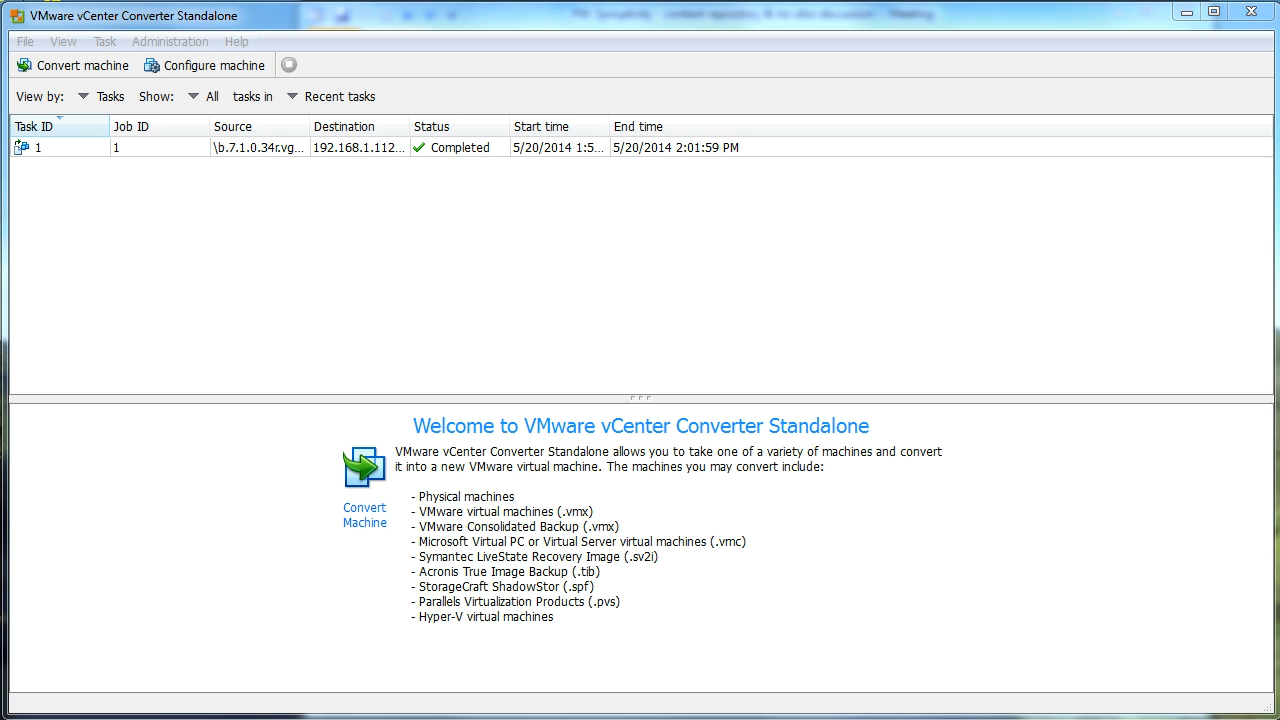 VMware vCenter Converter Standalone
File View Task Administration Help
Convert machine Configure machine
View by: Tasks Show: All tasks in Recent tasks
Task ID Job ID Source Destination Status Start time End time
1 1 \b.7.1.0.34r.vg... 192.168.1.112... Completed 5/20/2014 1:5... 5/20/2014 2:01:59 PM
Welcome to VMware vCenter Converter Standalone
VMware vCenter Converter Standalone allows you to take one of a variety of machines and convert
it into a new VMware virtual machine. The machines you may convert include:
- Physical machines
Convert
Machine
- VMware virtual machines (.vmx)
- VMware Consolidated Backup (.vmx)
- Microsoft Virtual PC or Virtual Server virtual machines (.vmc)
- Symantec LiveState Recovery Image (.sv2i)
- Acronis True Image Backup (.tib)
- StorageCraft ShadowStor (.spf)
- Parallels Virtualization Products (.pvs)
- Hyper-V virtual machines